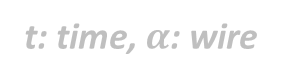 t: time, α: wire